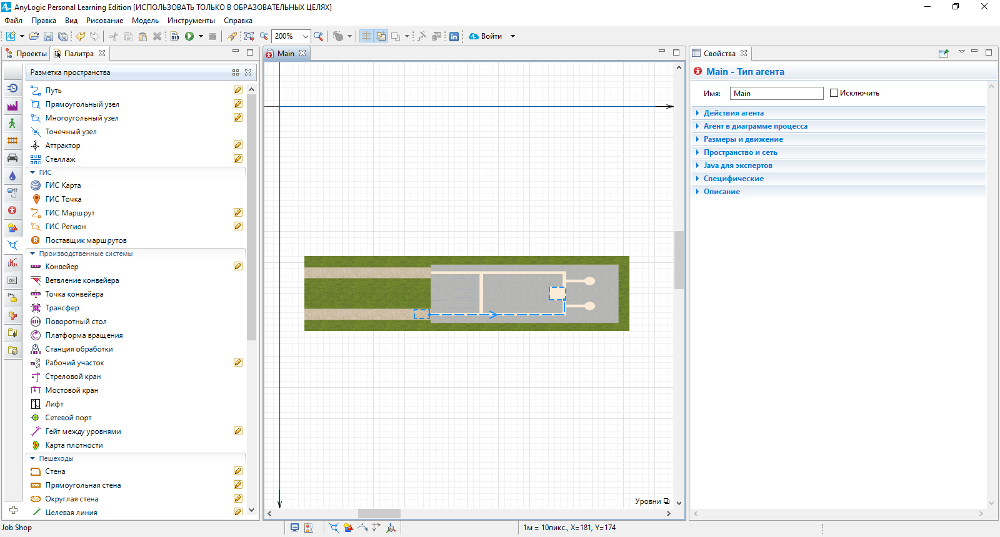 AnyLogic Personal Learning Edition [ИСПОЛЬЗОВАТЬ ТОЛЬКО В ОБРАЗОВАТЕЛЬНЫХ ЦЕЛЯХ]
Файл Правка Вид Рисование Модель Инструменты Справка
200% Войти
Проекты Палитра Main Свойства
Разметка пространства
Main - Тип агента
Имя: Main Исключить
Действия агента
Агент в диаграмме процесса
Размеры и движение
Пространство и сеть
Java для экспертов
Специфические
Описание
Путь
Прямоугольный узел
Многоугольный узел
Точечный узел
Аттрактор
Стеллаж
ГИС
ГИС Карта
ГИС Точка
ГИС Маршрут
ГИС Регион
Поставщик маршрутов
Производственные системы
Конвейер
Ветвление конвейера
Точка конвейера
Трансфер
Поворотный стол
Платформа вращения
Станция обработки
Рабочий участок
Стреловой кран
Мостовой кран
Лифт
Сетевой порт
Гейт между уровнями
Карта плотности
Пешеходы
Стена
Прямоугольная стена
Округлая стена
Целевая линия
Уровни
Job Shop
1м = 10пикс., X=181, Y=174